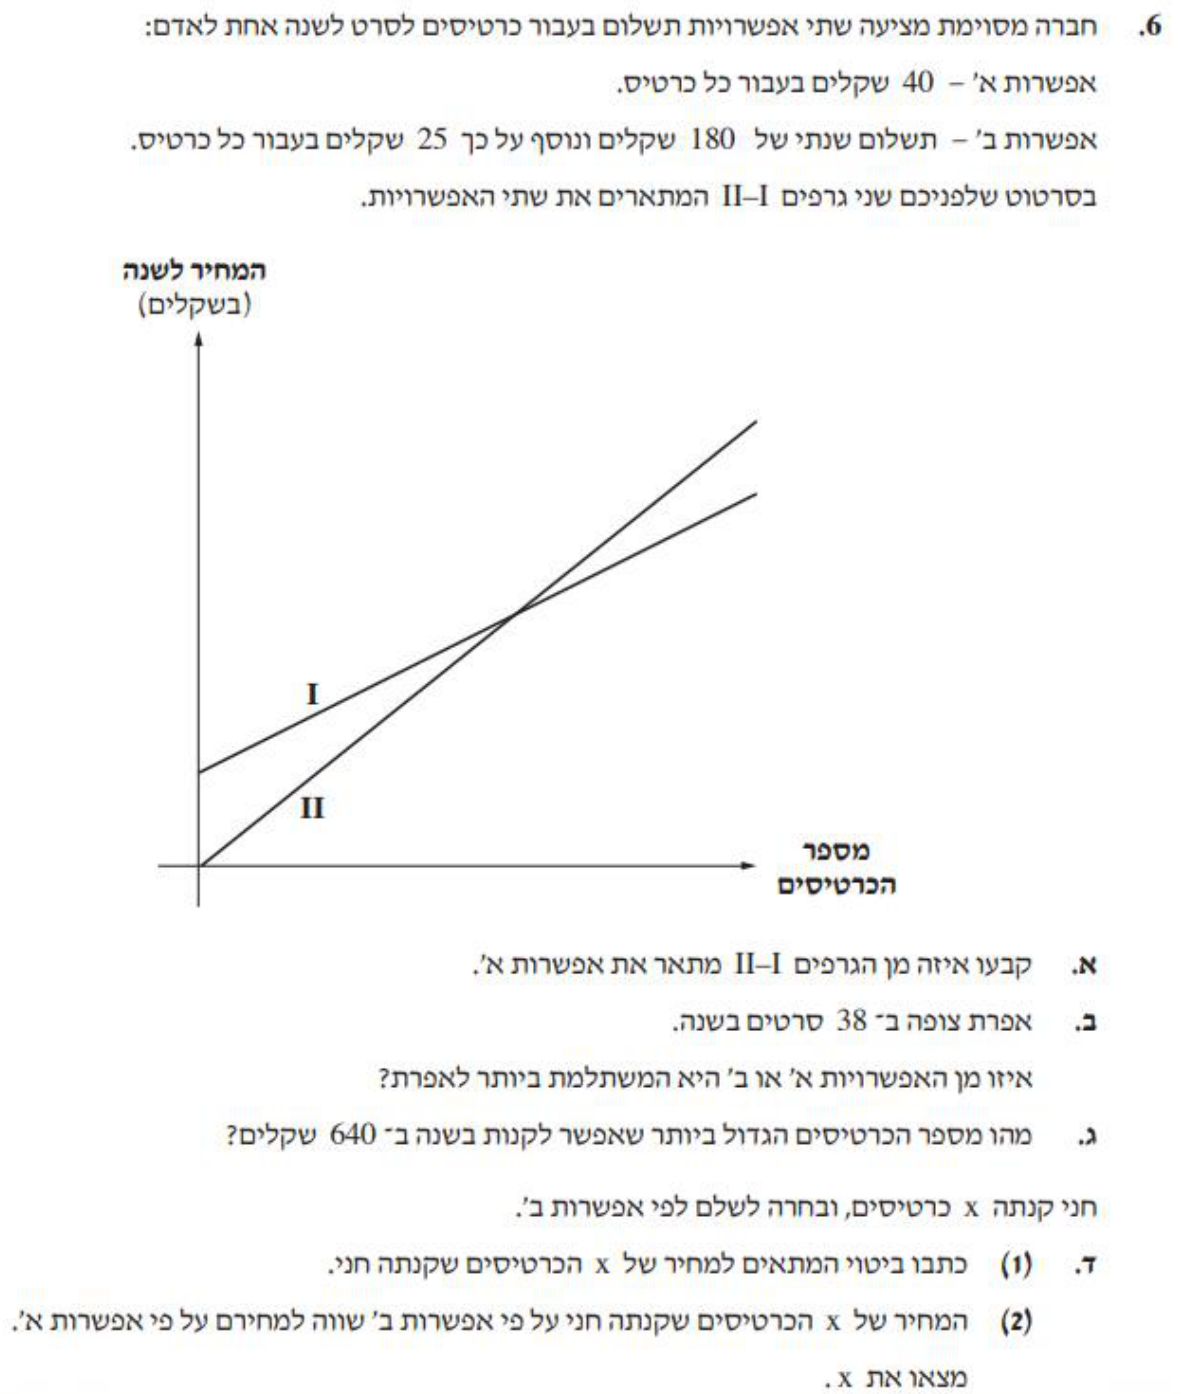 6. חברה מסוימת מציעה שתי אפשרויות תשלום בעבור כרטיסים לסרט לשנה אחת לאדם:
אפשרות א' – 40 שקלים בעבור כל כרטיס.
אפשרות ב' – תשלום שנתי של 180 שקלים ונוסף על כך 25 שקלים בעבור כל כרטיס.
בסרטוט שלפניכם שני גרפים I–II המתארים את שתי האפשרויות.
המחיר לשנה
(בשקלים)
I
II
מספר
הכרטיסים
א. קבעו איזה מן הגרפים I–II מתאר את אפשרות א'.
ב. אפרת צופה ב־ 38 סרטים בשנה.
איזו מן האפשרויות א' או ב' היא המשתלמת ביותר לאפרת?
ג. מהו מספר הכרטיסים הגדול ביותר שאפשר לקנות בשנה ב־ 640 שקלים?
חני קנתה x כרטיסים, ובחרה לשלם לפי אפשרות ב'.
ד. (1) כתבו ביטוי המתאים למחיר של x הכרטיסים שקנתה חני.
(2) המחיר של x הכרטיסים שקנתה חני על פי אפשרות ב' שווה למחירם על פי אפשרות א'.
מצאו את x .